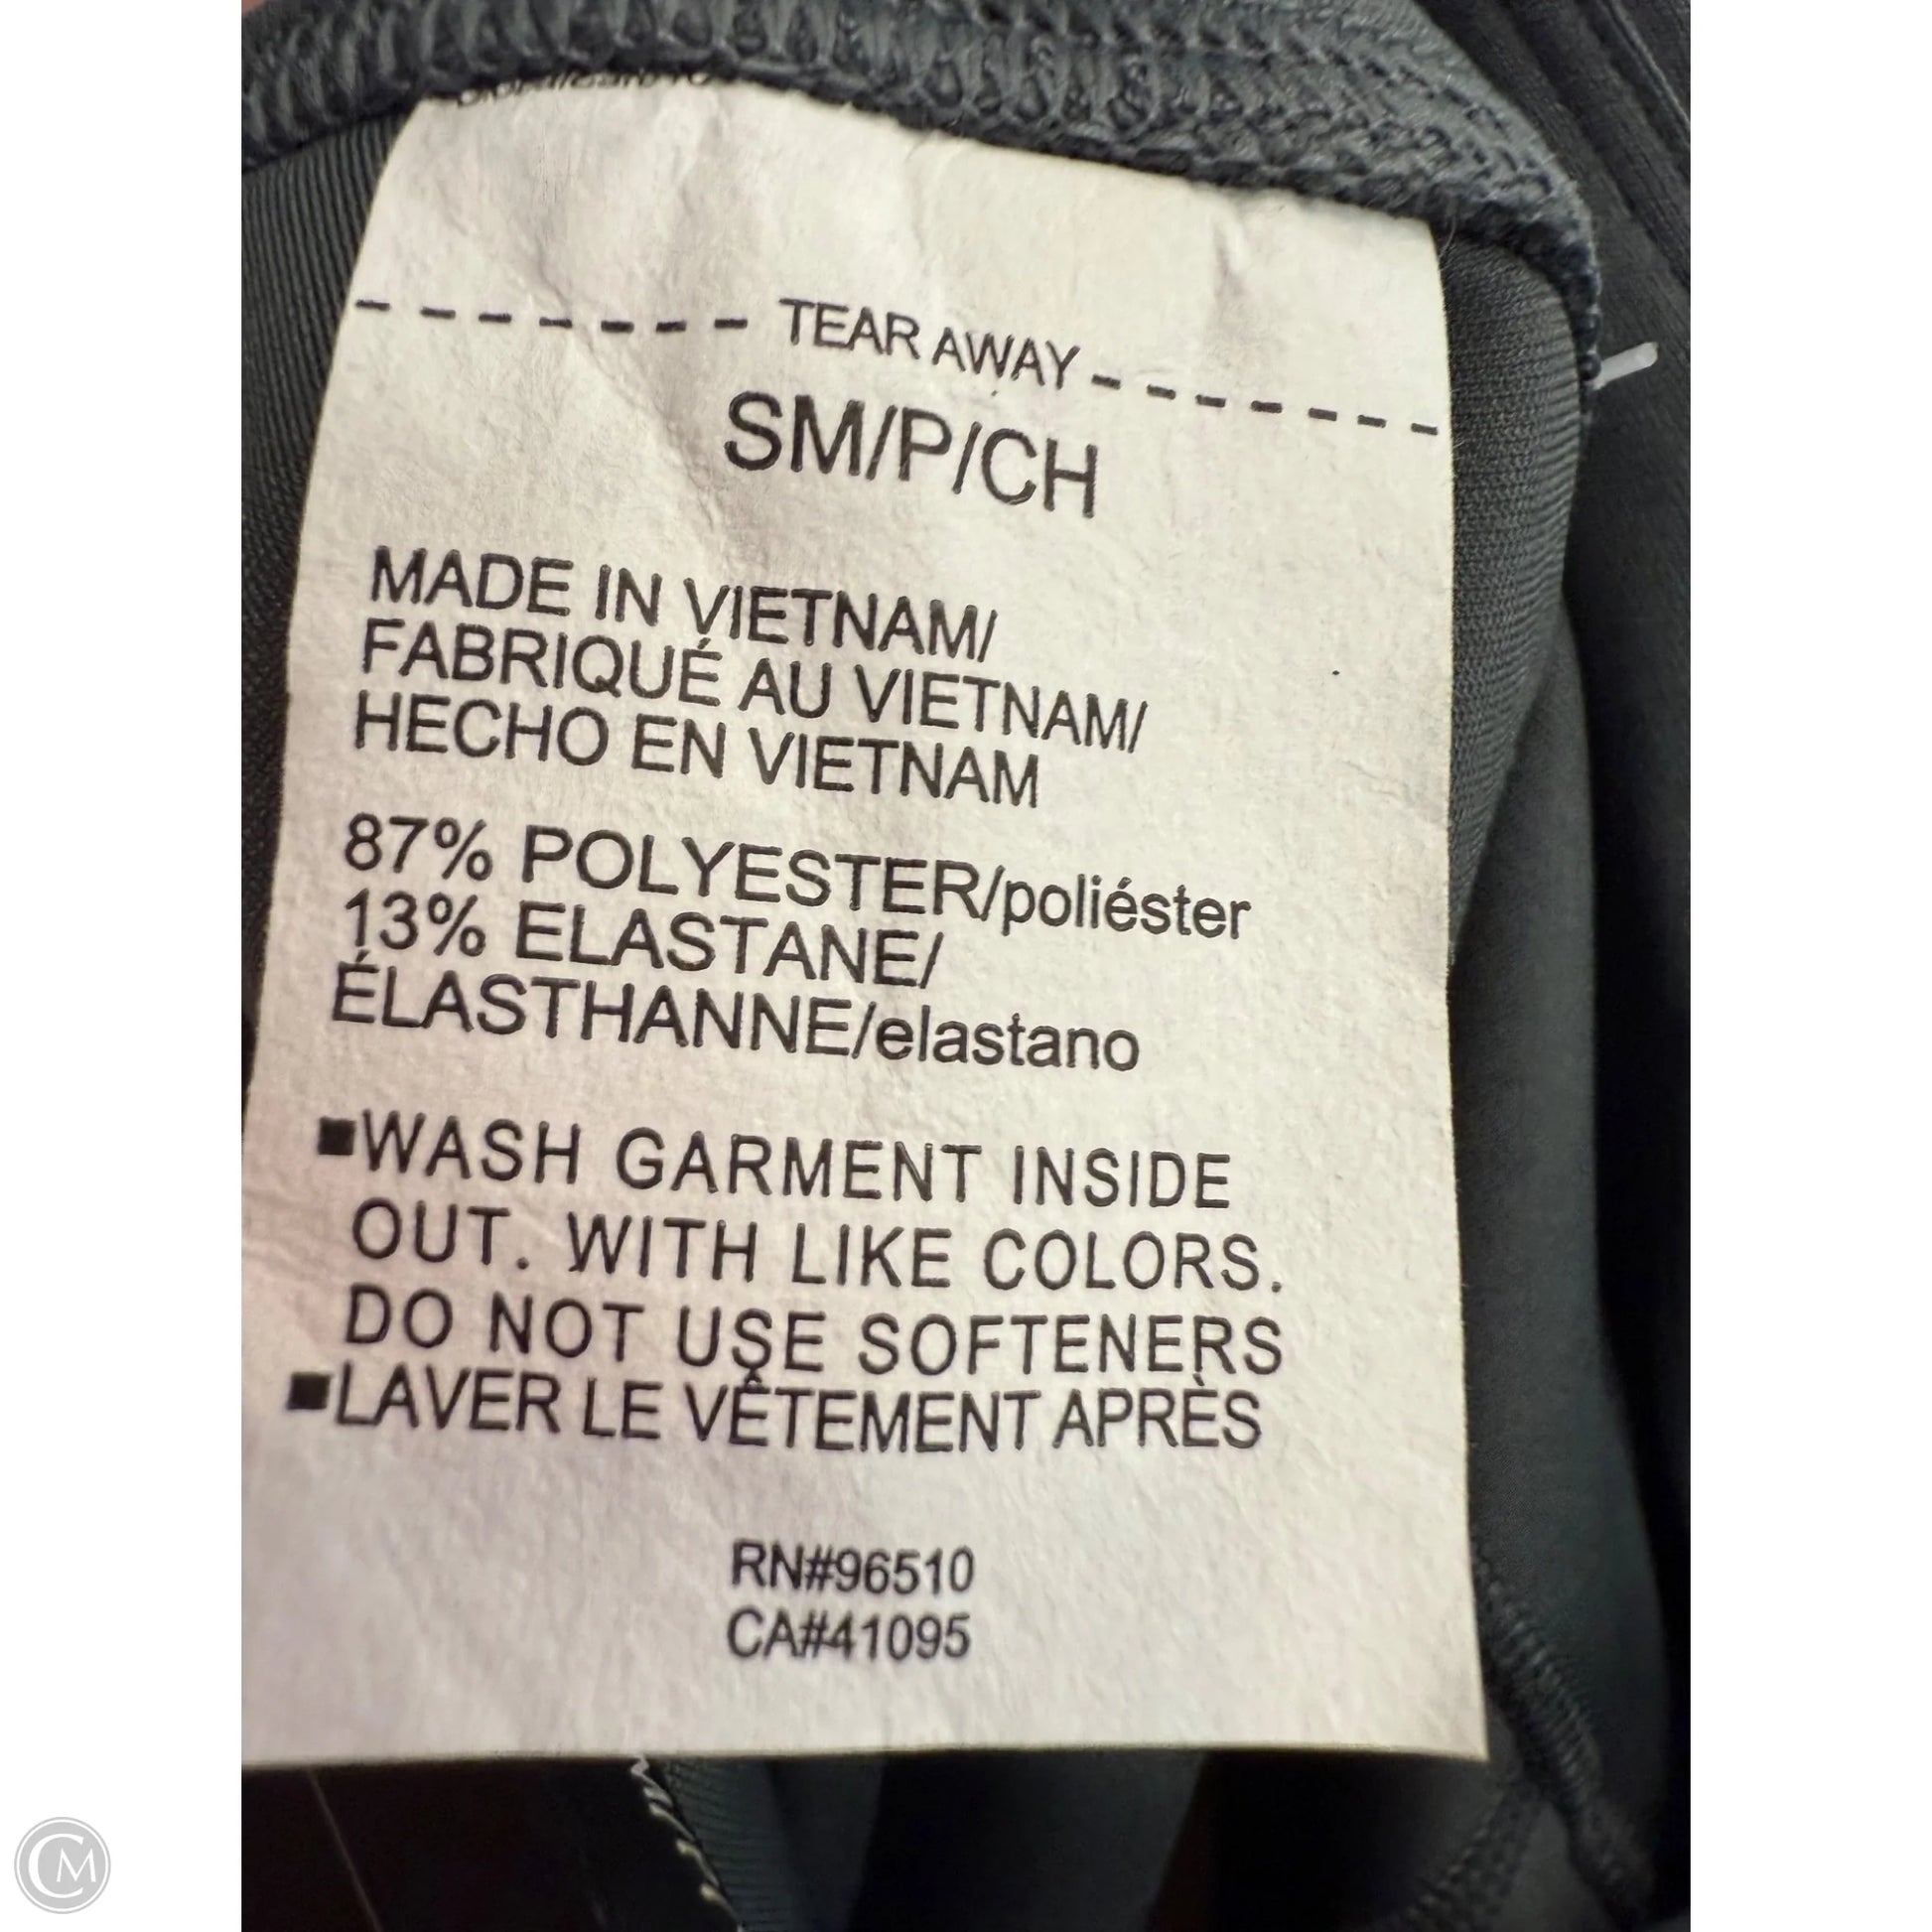 - - - - - - - TEAR AWAY - - - - - - -
SM/P/CH
MADE IN VIETNAM/
FABRIQUÉ AU VIETNAM/
HECHO EN VIETNAM
87% POLYESTER/poliéster
13% ELASTANE/
ÉLASTHANNE/elastano
▪WASH GARMENT INSIDE
OUT. WITH LIKE COLORS.
DO NOT USE SOFTENERS
▪LAVER LE VÊTEMENT APRÈS
RN#96510
CA#41095
CM